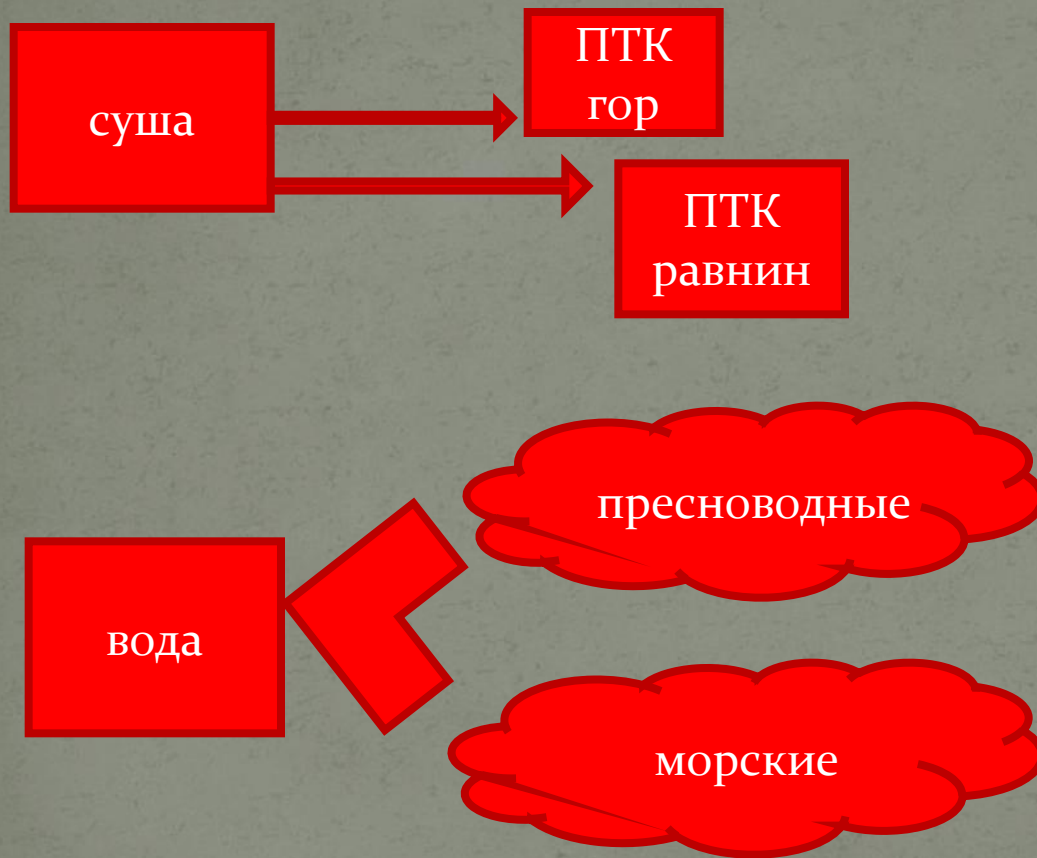 суша
ПТК
гор
ПТК
равнин
пресноводные
вода
морские